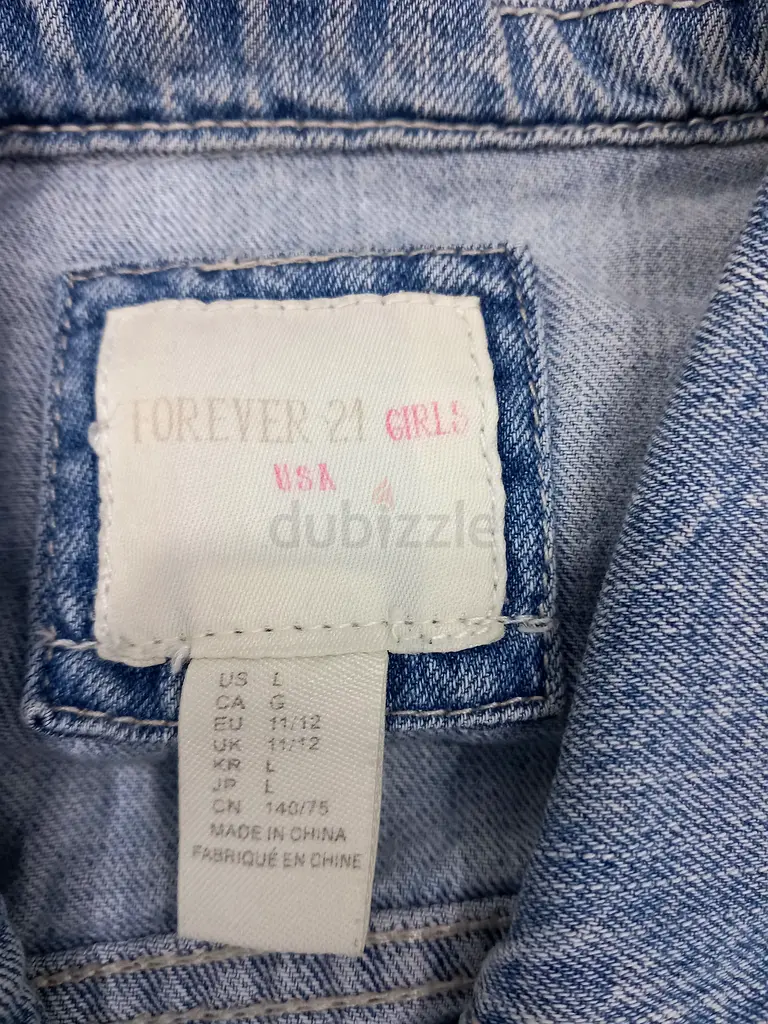 FOREVER 21 GIRLS
USA
dubizzle
US L
CA G
EU 11/12
UK 11/12
KR L
JP L
CN 140/75
MADE IN CHINA
FABRIQUÉ EN CHINE